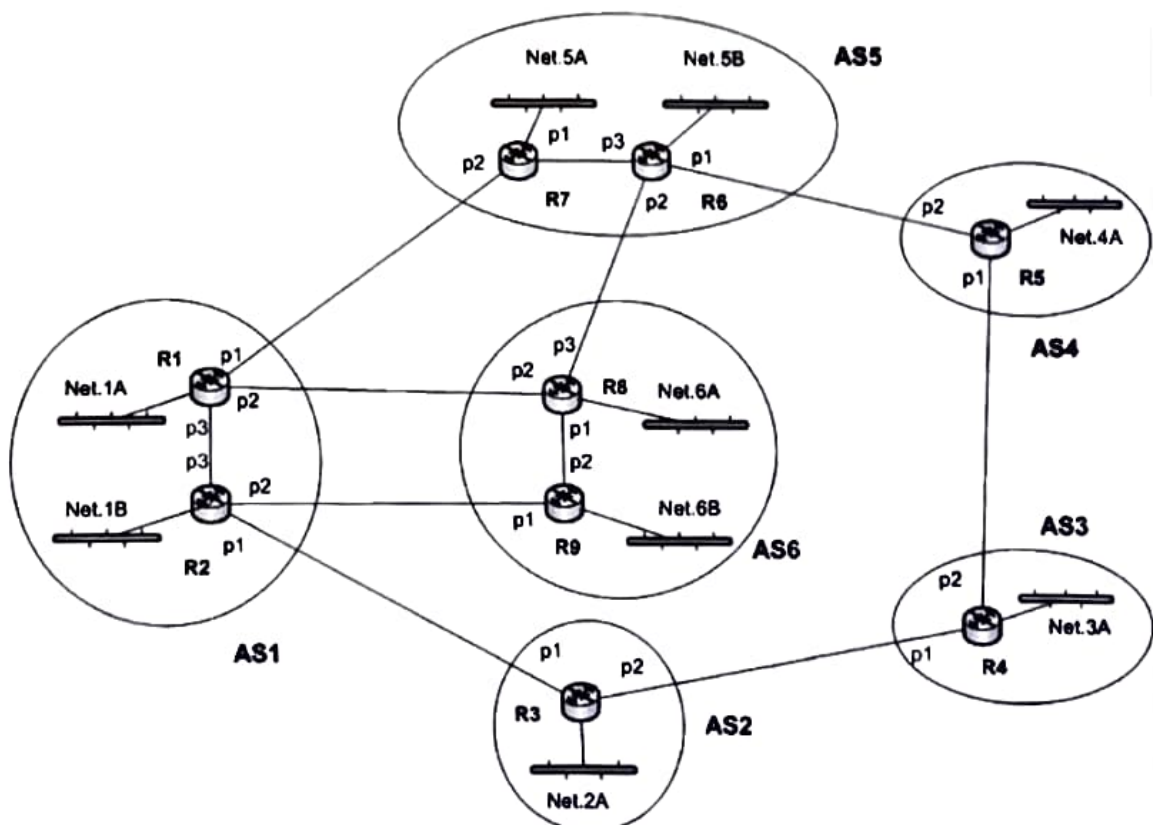 Net.5A
Net.5B
AS5
p1
p3
p2
p1
R7
p2
R6
p2
Net.4A
p1
R5
AS4
R1
p1
p3
p2
R8
Net.1A
p2
Net.6A
p3
p1
p3
p2
p2
Net.1B
Net.6B
p1
p1
R2
R9
AS6
AS3
p2
Net.3A
AS1
p1
p2
p1
R4
R3
AS2
Net.2A